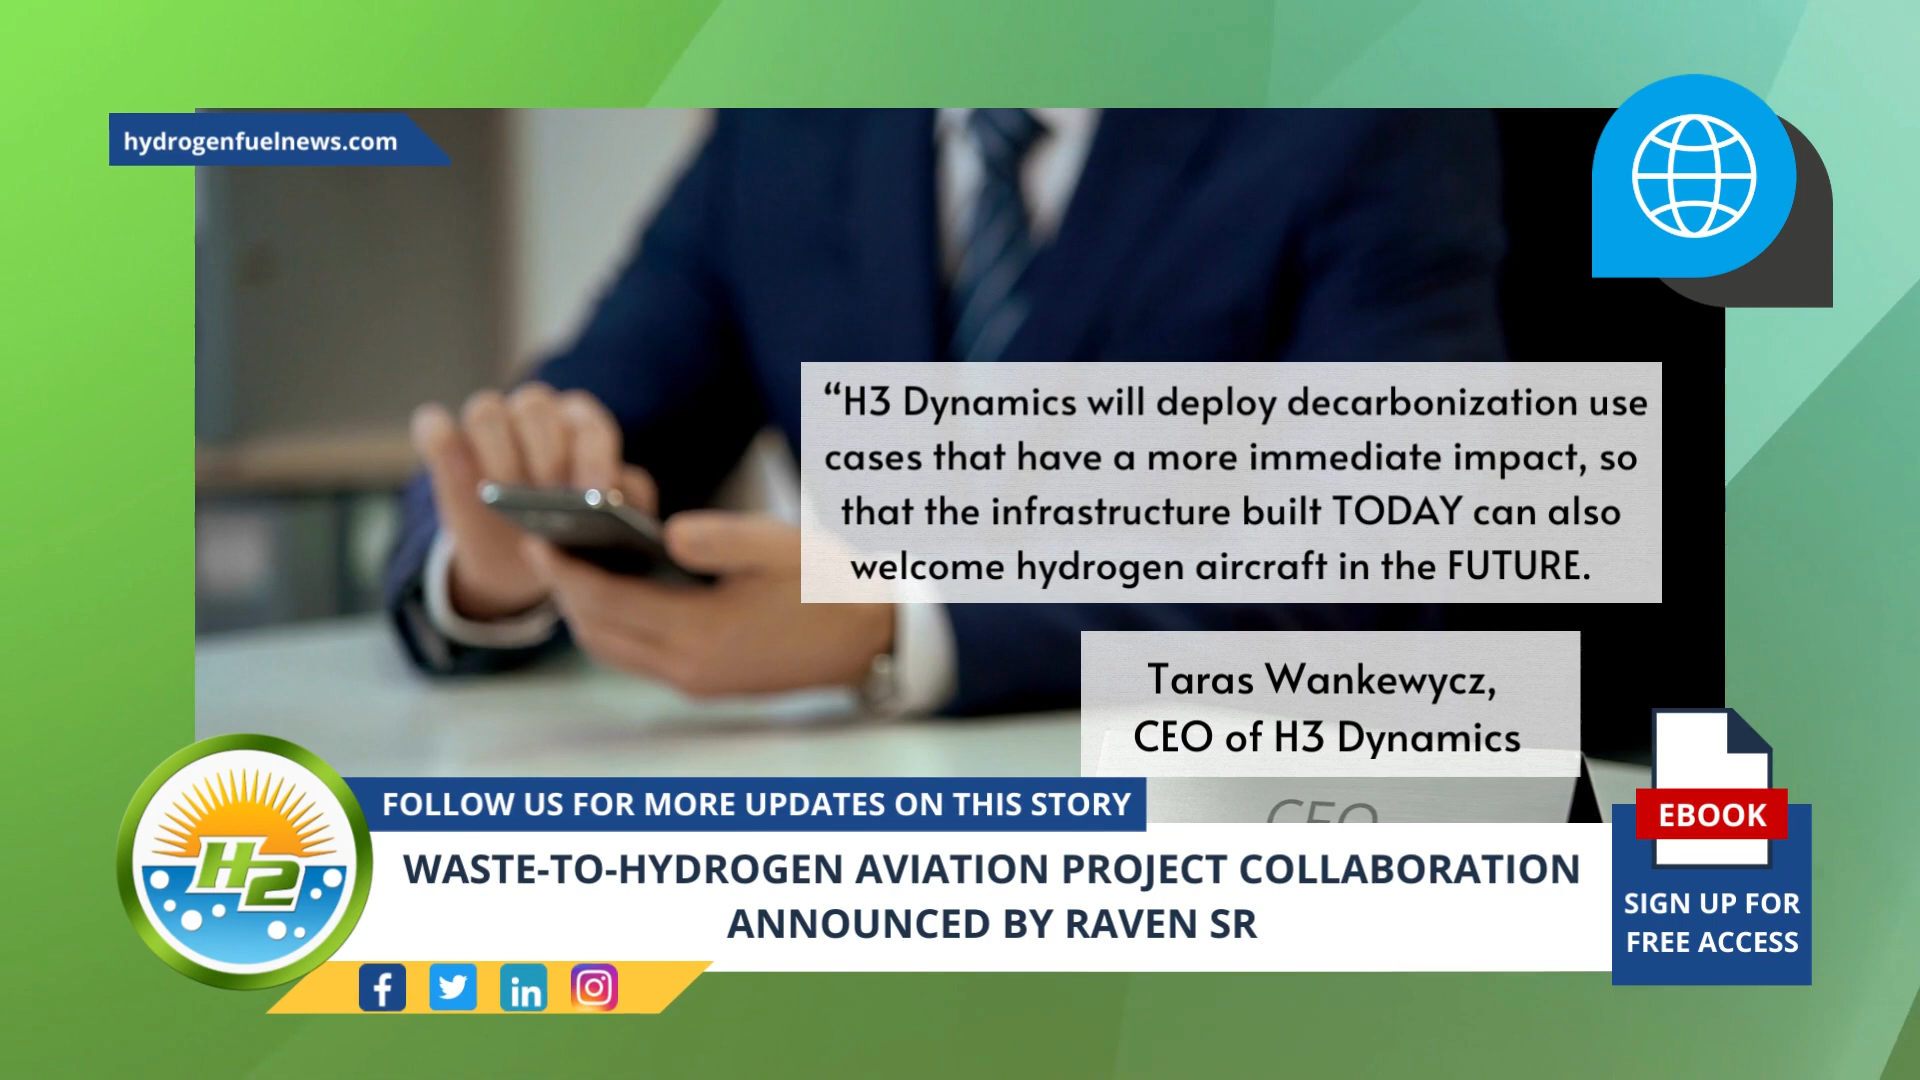 hydrogenfuelnews.com
“H3 Dynamics will deploy decarbonization use
cases that have a more immediate impact, so
that the infrastructure built TODAY can also
welcome hydrogen aircraft in the FUTURE.
Taras Wankewycz,
CEO of H3 Dynamics
CEO
FOLLOW US FOR MORE UPDATES ON THIS STORY
WASTE-TO-HYDROGEN AVIATION PROJECT COLLABORATION
ANNOUNCED BY RAVEN SR
H2
f
in
EBOOK
SIGN UP FOR
FREE ACCESS